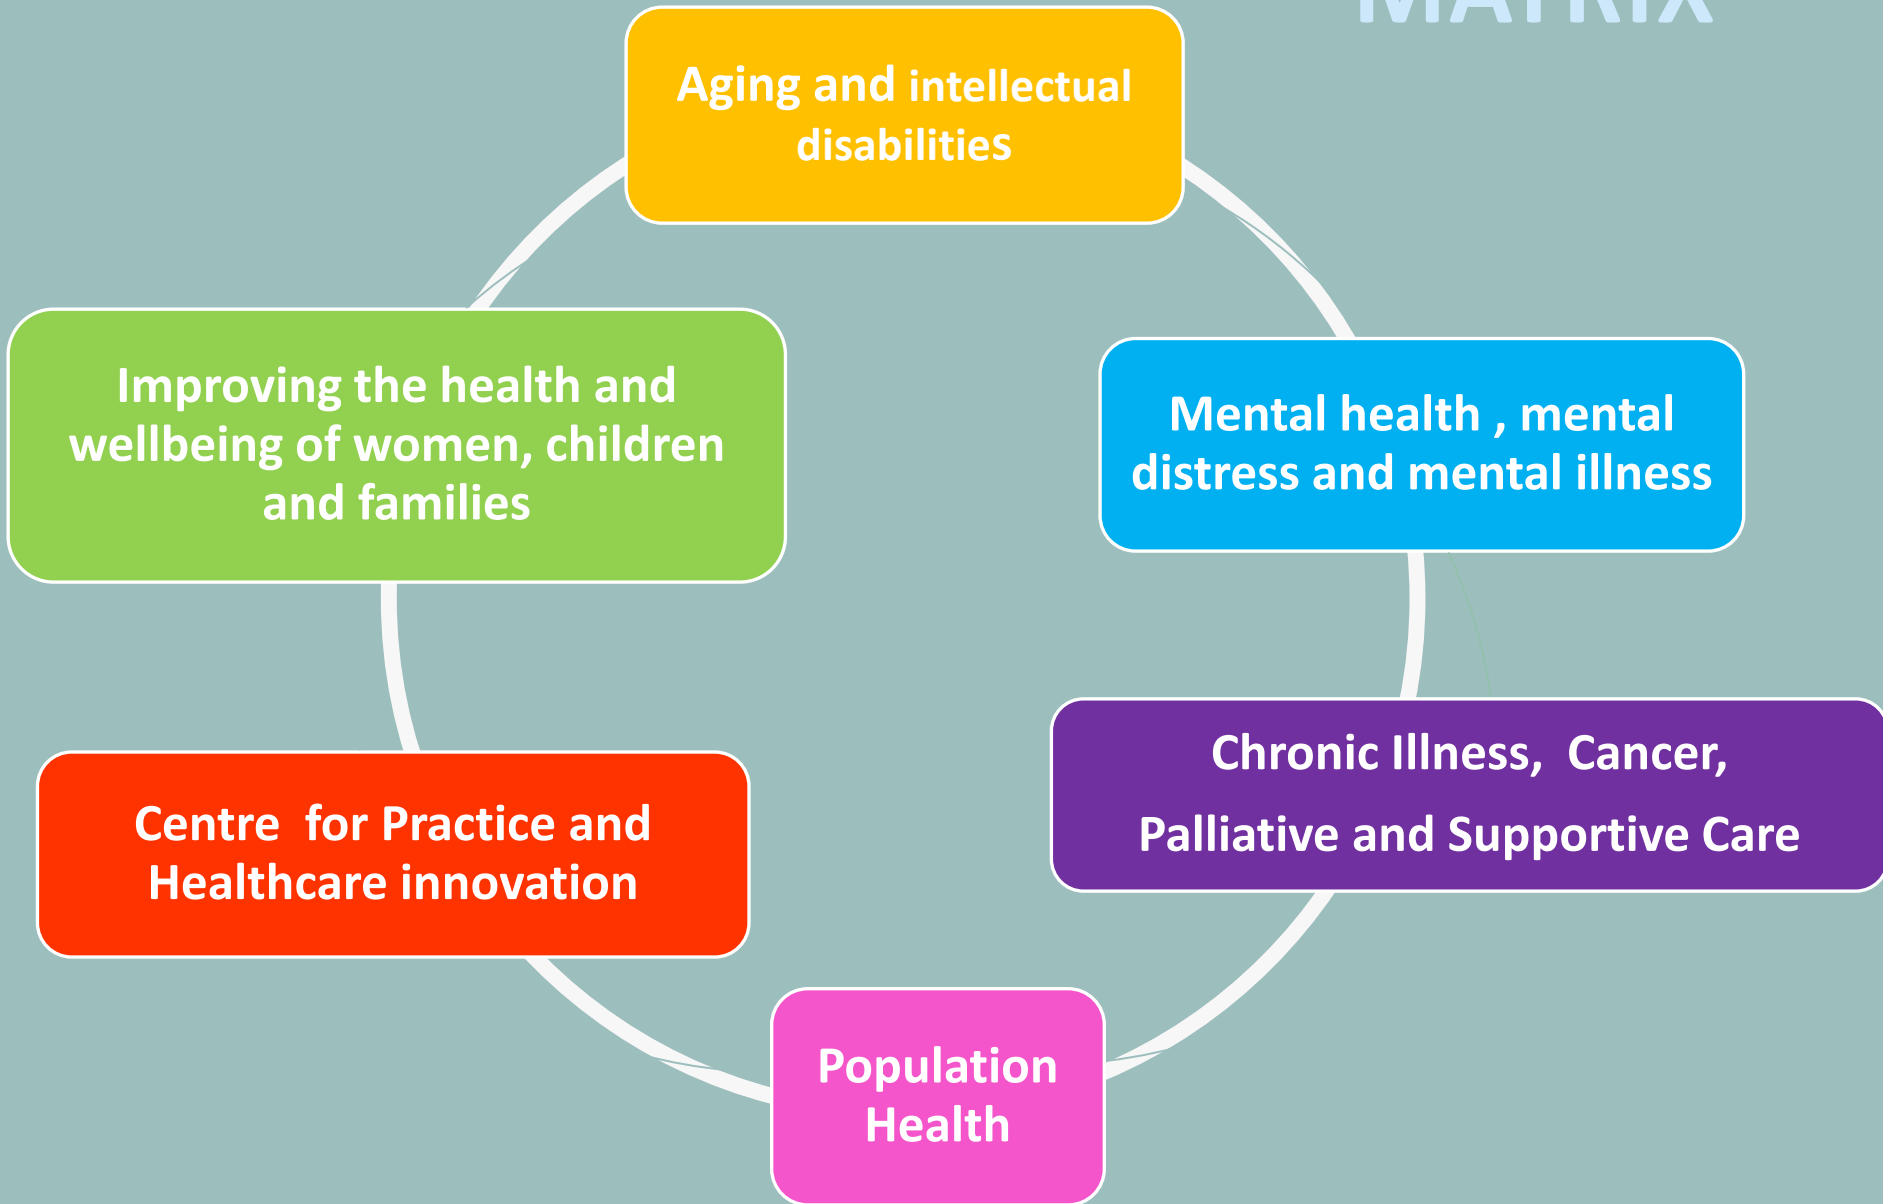 MATRIX
Aging and intellectual
disabilities
Improving the health and
wellbeing of women, children
and families
Mental health , mental
distress and mental illness
Chronic Illness,  Cancer,
Palliative and Supportive Care
Centre  for Practice and
Healthcare innovation
Population
Health